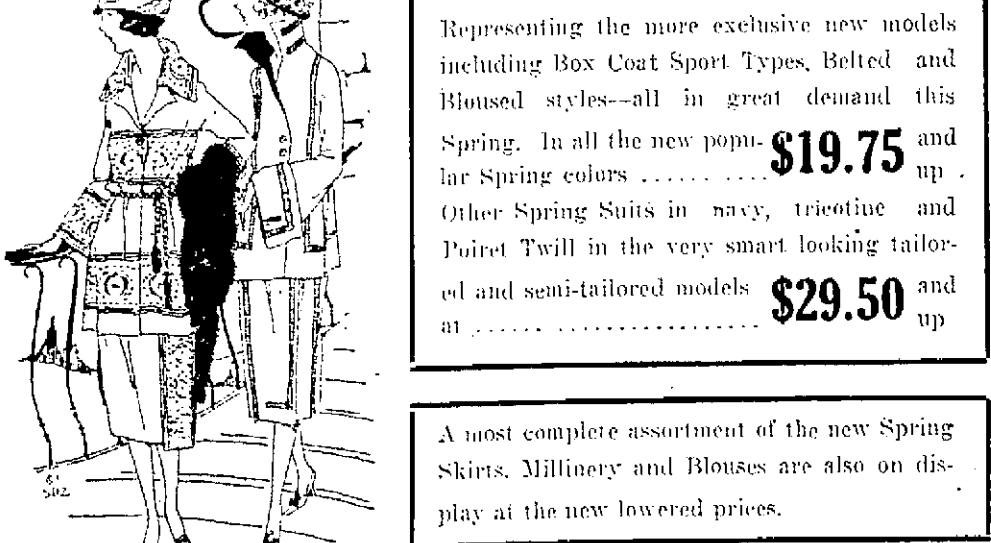 Representing the more exclusive new models
including Box Coat Sport Types, Belted and
Bloused styles--all in great demand this
Spring. In all the new popu- $19.75 and
lar Spring colors .......... up .
Other Spring Suits in navy, tricotine and
Poiret Twill in the very smart looking tailor-
ed and semi-tailored models $29.50 and
at ........................ up
A most complete assortment of the new Spring
Skirts, Millinery and Blouses are also on dis-
play at the new lowered prices.